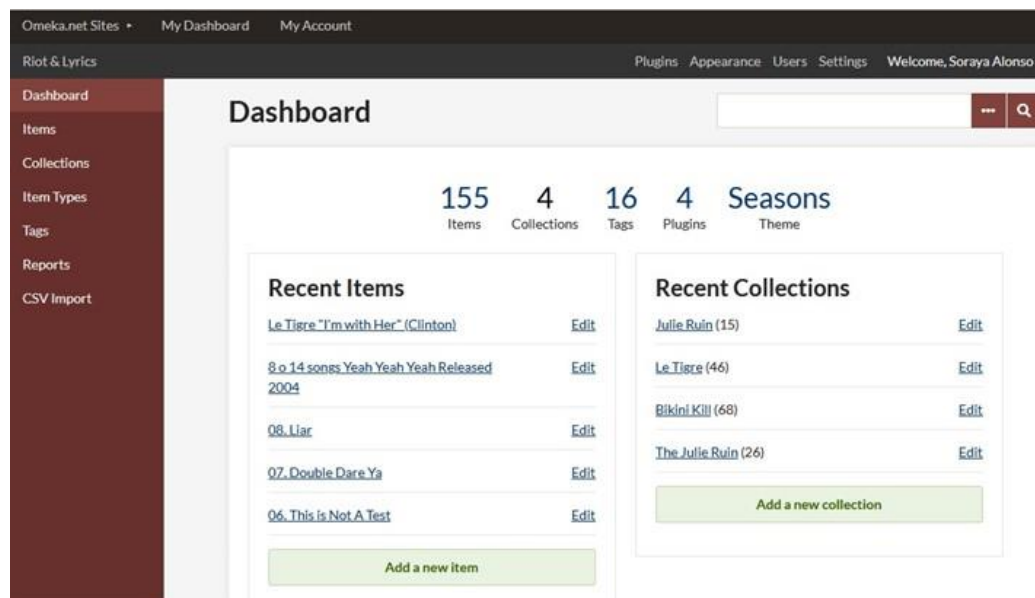 Omeka.net Sites ▸ My Dashboard My Account
Riot & Lyrics Plugins Appearance Users Settings Welcome, Soraya Alonso
Dashboard
Items
Collections
Item Types
Tags
Reports
CSV Import
Dashboard
155 4 16 4 Seasons
Items Collections Tags Plugins Theme
Recent Items
Le Tigre "I'm with Her" (Clinton) Edit
8 o 14 songs Yeah Yeah Yeah Released Edit
2004
08. Liar Edit
07. Double Dare Ya Edit
06. This is Not A Test Edit
Add a new item
Recent Collections
Julie Ruin (15) Edit
Le Tigre (46) Edit
Bikini Kill (68) Edit
The Julie Ruin (26) Edit
Add a new collection